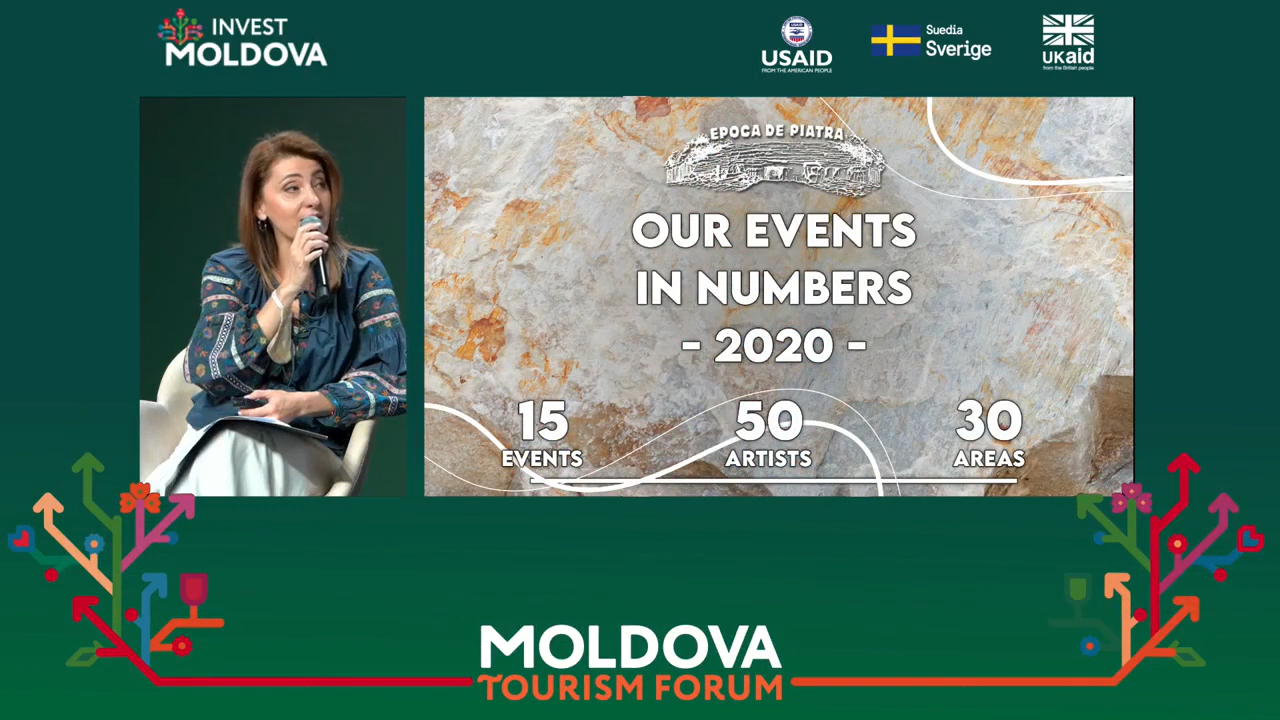 INVEST
MOLDOVA
USAID
FROM THE AMERICAN PEOPLE
Suedia
Sverige
UKaid
from the British people
EPOCA DE PIATRA
OUR EVENTS
IN NUMBERS
- 2020 -
15
EVENTS
50
ARTISTS
30
AREAS
MOLDOVA
TOURISM FORUM